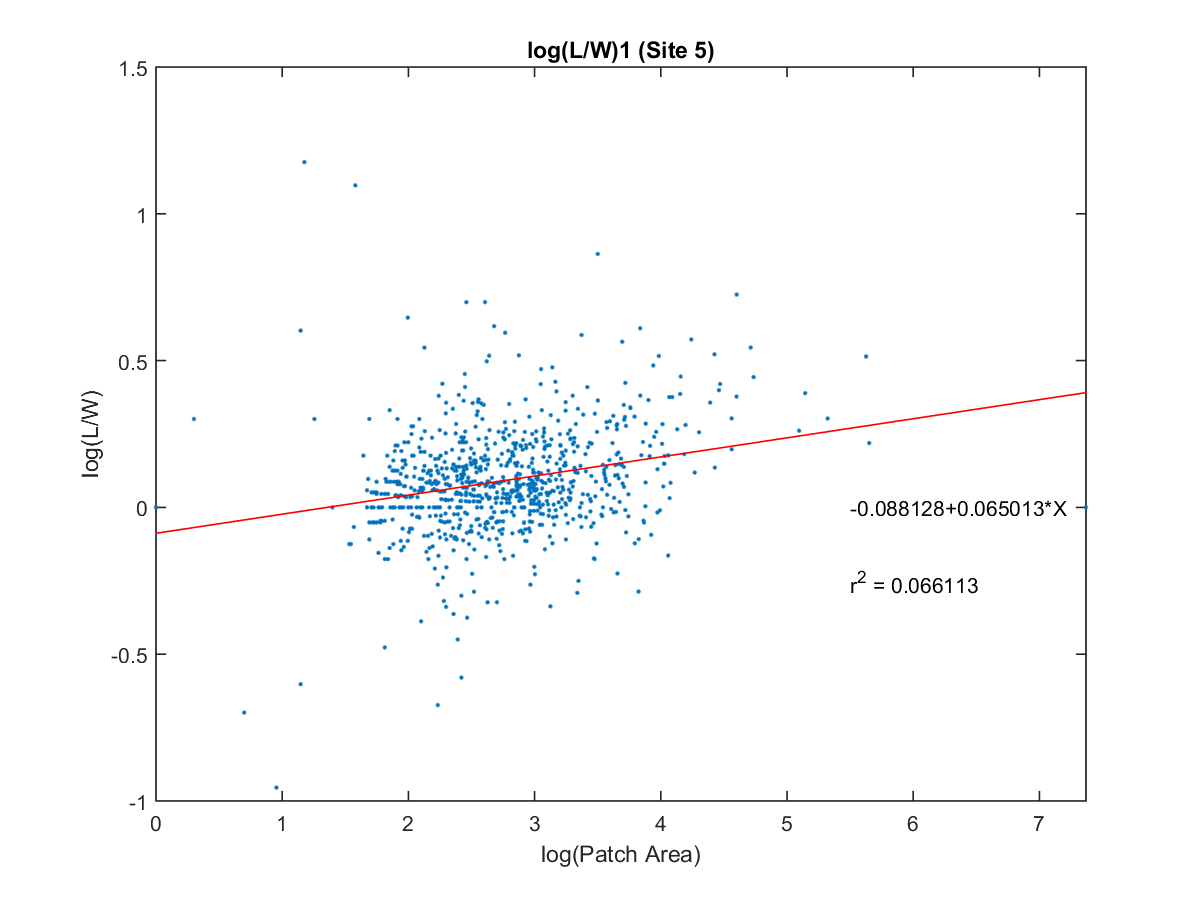 log(L/W)1 (Site 5)
1.5
1
0.5
0
-0.5
-1
log(L/W)
-0.088128+0.065013*X
r² = 0.066113
0 1 2 3 4 5 6 7
log(Patch Area)